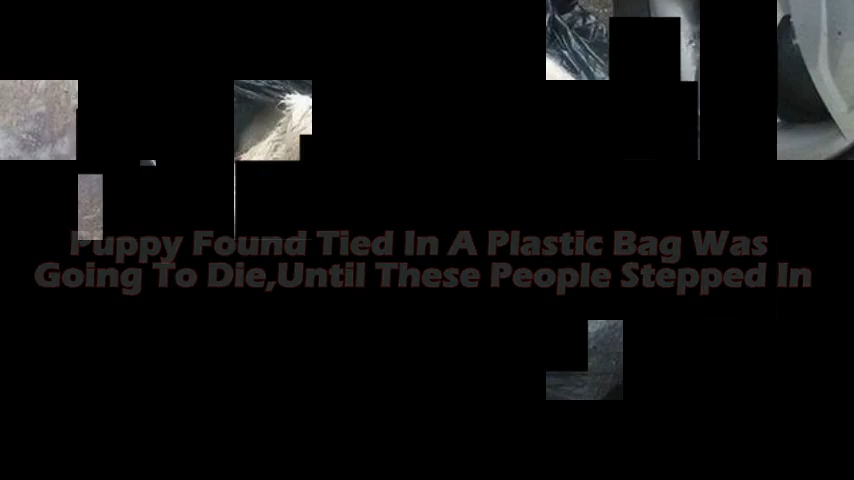 Puppy Found Tied In A Plastic Bag Was
Going To Die,Until These People Stepped In